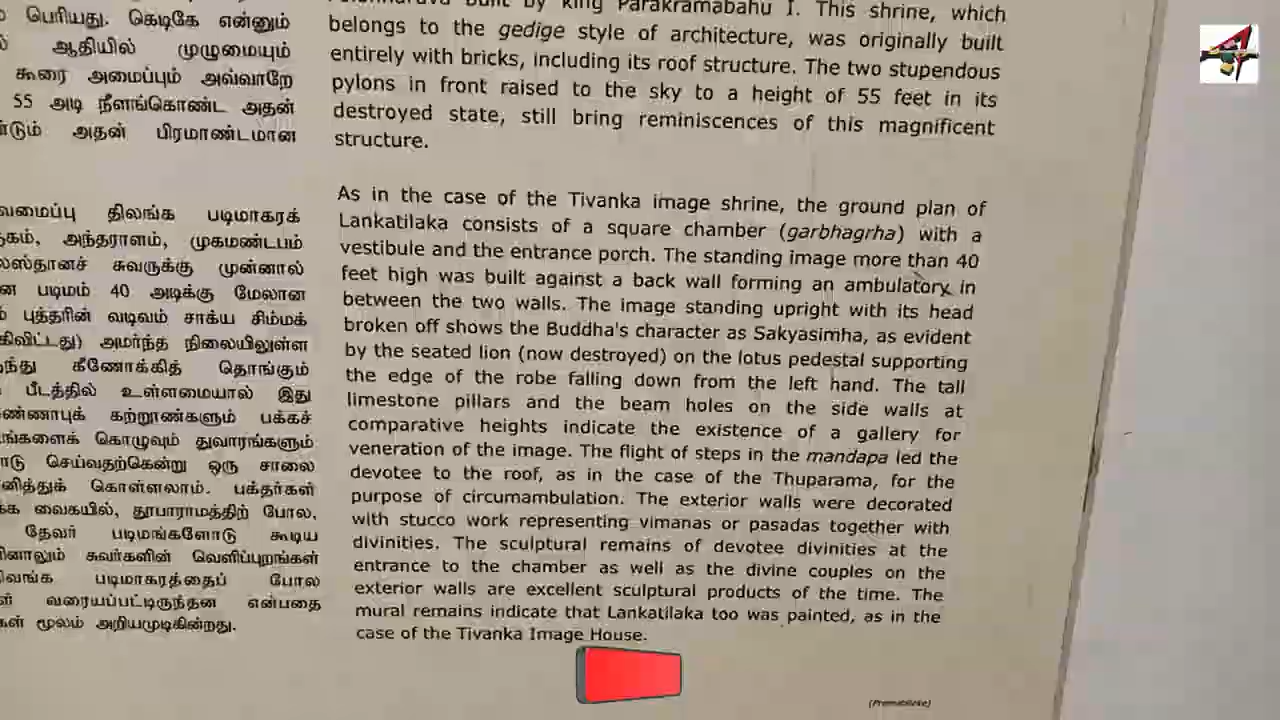 பெரியது. கெடிகே என்னும்
ஆதியில் முழுமையும்
கூரை அமைப்பும் அவ்வாறே
55 அடி நீளங்கொண்ட அதன்
அதன் பிரமாண்டமான
திலங்க படிமாகரக்
அந்தராளம், முகமண்டபம்
சுவருக்கு முன்னால்
படிமம் 40 அடிக்கு மேலான
புத்தரின் வடிவம் சாக்ய சிம்மக்
அமர்ந்த நிலையிலுள்ள
கீணோக்கித் தொங்கும்
பீடத்தில் உள்ளமையால் இது
கற்றூண்களும் பக்கச்
கொழுவும் துவாரங்களும்
செய்வதற்கென்று ஒரு சாலை
கொள்ளலாம். பக்தர்கள்
வகையில், தூபாராமத்திற் போல,
தேவர் படிமங்களோடு கூடிய
சுவர்களின் வெளிப்புறங்கள்
படிமாகரத்தைப் போல
வரையப்பட்டிருந்தன என்பதை
மூலம் அறியமுடிகின்றது.
built by king Parakramabahu I. This shrine, which
belongs to the gedige style of architecture, was originally built
entirely with bricks, including its roof structure. The two stupendous
pylons in front raised to the sky to a height of 55 feet in its
destroyed state, still bring reminiscences of this magnificent
structure.
As in the case of the Tivanka image shrine, the ground plan of
Lankatilaka consists of a square chamber (garbhagrha) with a
vestibule and the entrance porch. The standing image more than 40
feet high was built against a back wall forming an ambulatory in
between the two walls. The image standing upright with its head
broken off shows the Buddha's character as Sakyasimha, as evident
by the seated lion (now destroyed) on the lotus pedestal supporting
the edge of the robe falling down from the left hand. The tall
limestone pillars and the beam holes on the side walls at
comparative heights indicate the existence of a gallery for
veneration of the image. The flight of steps in the mandapa led the
devotee to the roof, as in the case of the Thuparama, for the
purpose of circumambulation. The exterior walls were decorated
with stucco work representing vimanas or pasadas together with
divinities. The sculptural remains of devotee divinities at the
entrance to the chamber as well as the divine couples on the
exterior walls are excellent sculptural products of the time. The
mural remains indicate that Lankatilaka too was painted, as in the
case of the Tivanka Image House.